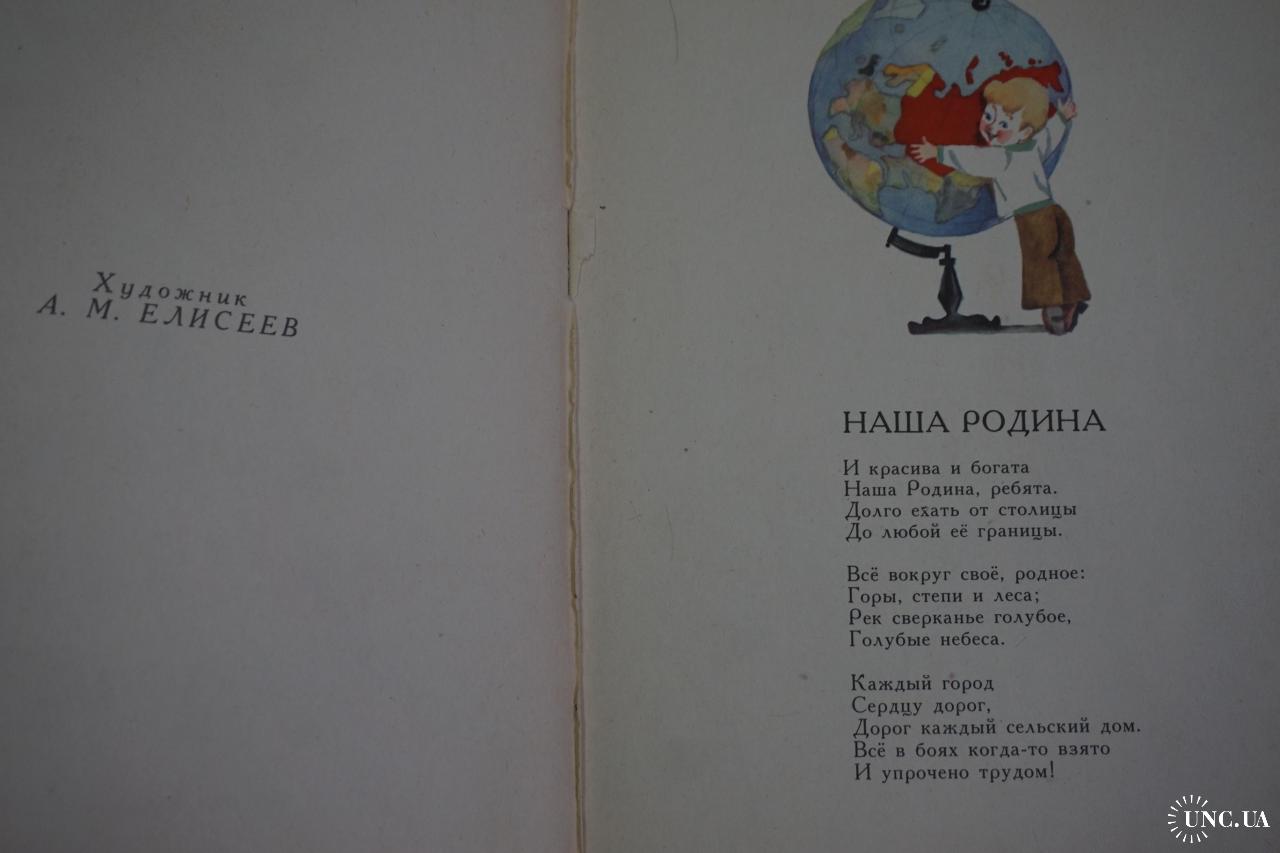 Художник
А. М. ЕЛИСЕЕВ
НАША РОДИНА
И красива и богата
Наша Родина, ребята.
Долго ехать от столицы
До любой её границы.
Всё вокруг своё, родное:
Горы, степи и леса;
Рек сверканье голубое,
Голубые небеса.
Каждый город
Сердцу дорог,
Дорог каждый сельский дом.
Всё в боях когда-то взято
И упрочено трудом!
UNC.UA